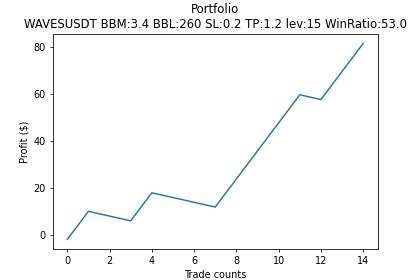 Portfolio
WAVESUSDT BBM:3.4 BBL:260 SL:0.2 TP:1.2 lev:15 WinRatio:53.0
80
60
40
20
0
Profit ($)
0 2 4 6 8 10 12 14
Trade counts